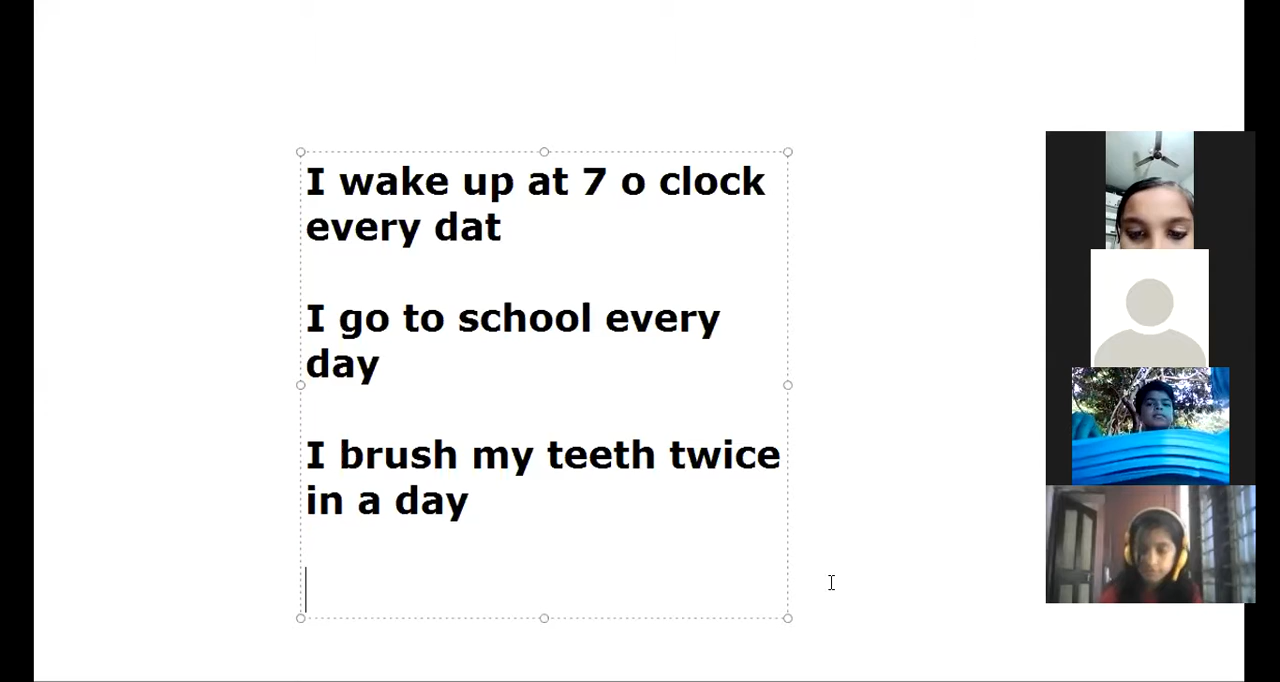 I wake up at 7 o clock
every dat
I go to school every
day
I brush my teeth twice
in a day